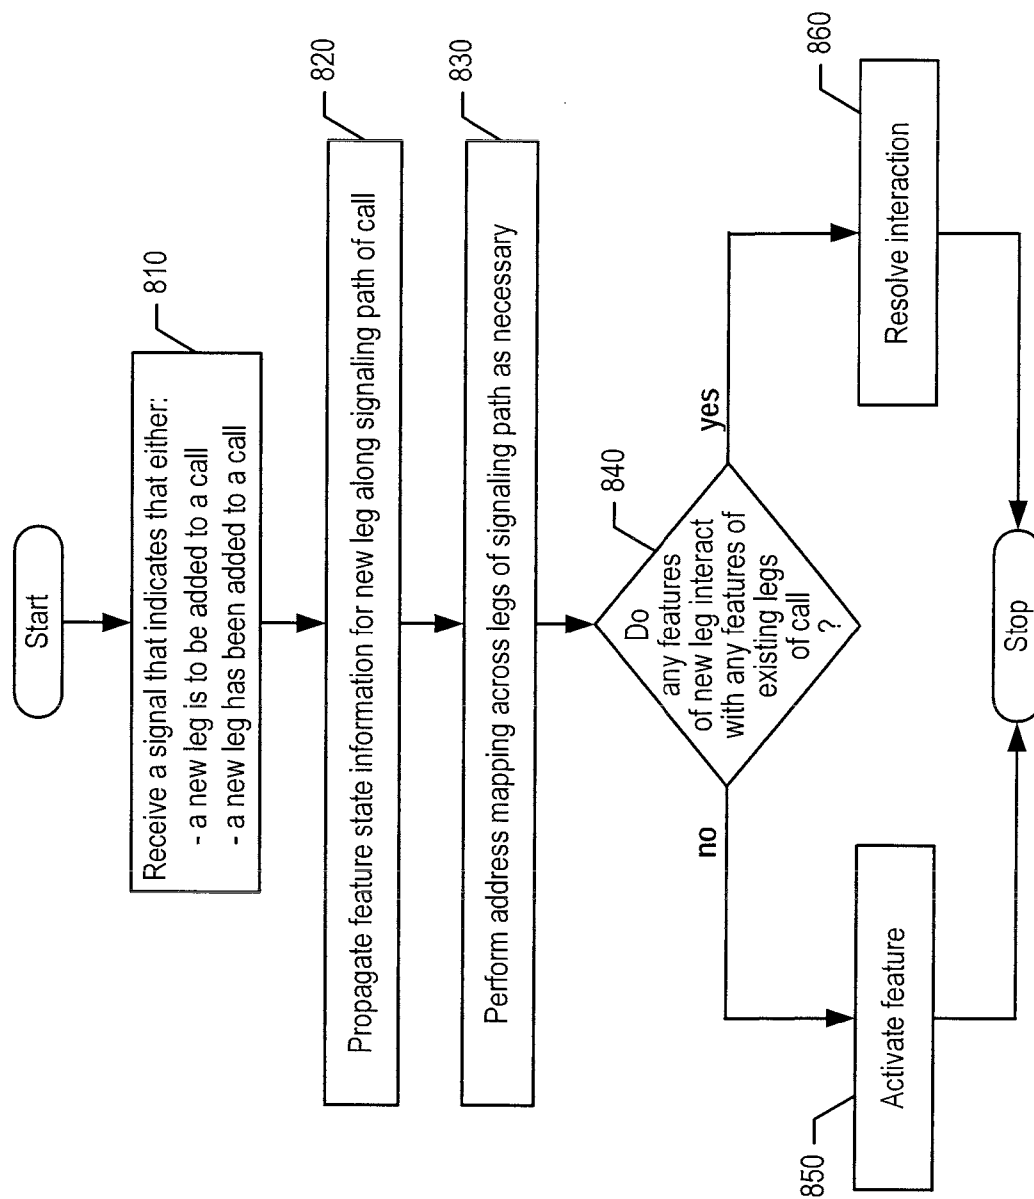 Start
810
Receive a signal that indicates that either:
- a new leg is to be added to a call
- a new leg has been added to a call
820
Propagate feature state information for new leg along signaling path of call
830
Perform address mapping across legs of signaling path as necessary
840
Do
any features
of new leg interact
with any features of
existing legs
of call
?
no
yes
850
Activate feature
860
Resolve interaction
Stop